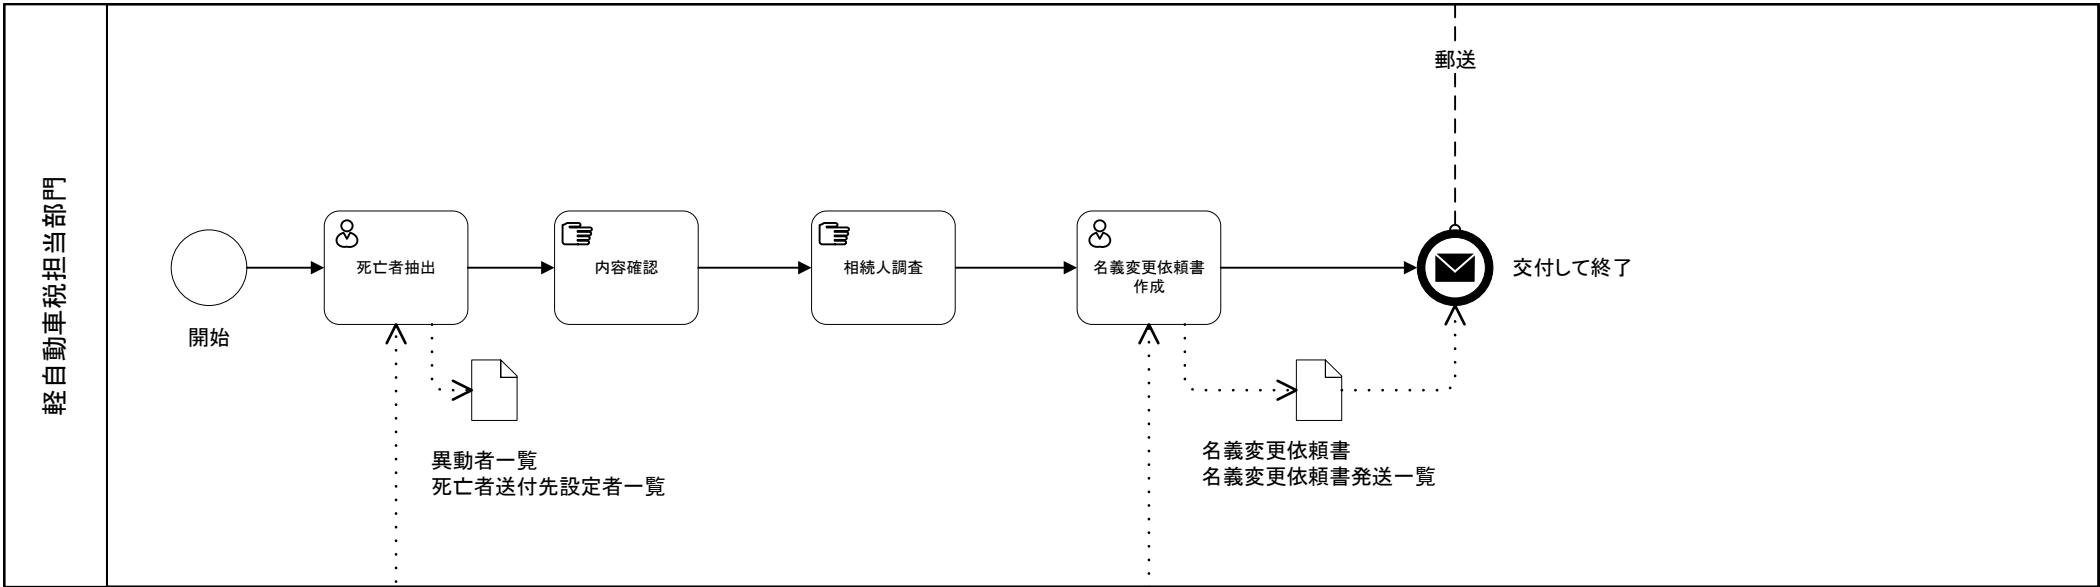 軽自動車税担当部門
郵送
開始
死亡者抽出
内容確認
相続人調査
名義変更依頼書
作成
交付して終了
異動者一覧
死亡者送付先設定者一覧
名義変更依頼書
名義変更依頼書発送一覧